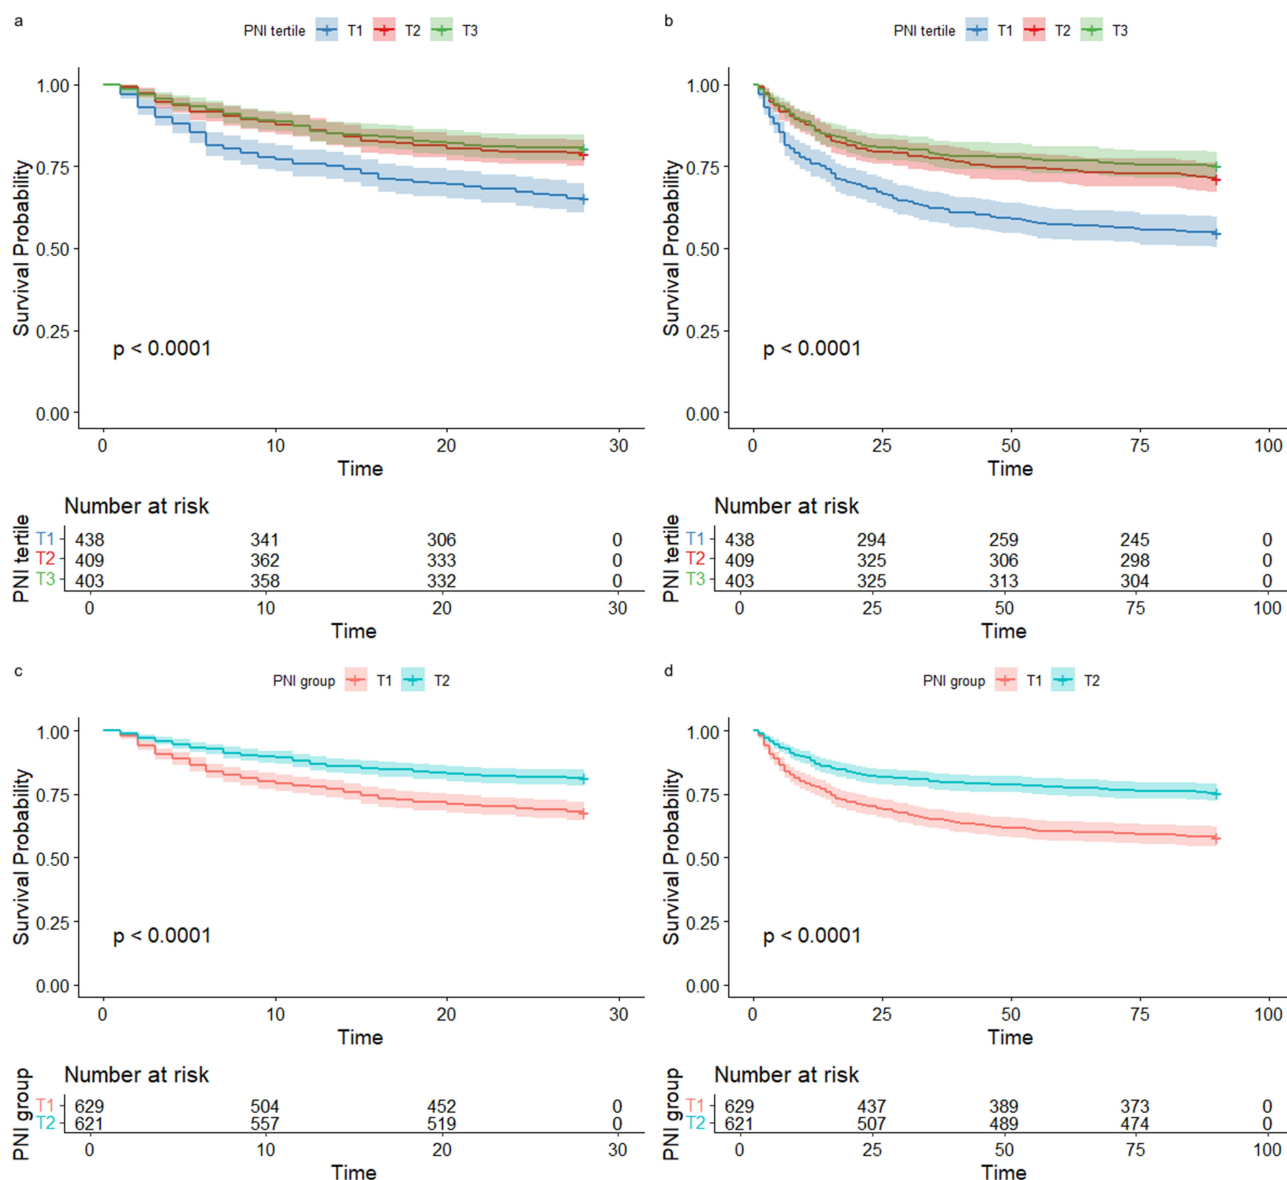 a
PNI tertile T1 T2 T3
1.00
0.75
0.50
0.25
0.00
Survival Probability
p < 0.0001
0 10 20 30
Time
Number at risk
PNI tertile
T1 438 341 306 0
T2 409 362 333 0
T3 403 358 332 0
0 10 20 30
Time
b
PNI tertile T1 T2 T3
1.00
0.75
0.50
0.25
0.00
Survival Probability
p < 0.0001
0 25 50 75 100
Time
Number at risk
PNI tertile
T1 438 294 259 245 0
T2 409 325 306 298 0
T3 403 325 313 304 0
0 25 50 75 100
Time
c
PNI group T1 T2
1.00
0.75
0.50
0.25
0.00
Survival Probability
p < 0.0001
0 10 20 30
Time
Number at risk
PNI group
T1 629 504 452 0
T2 621 557 519 0
0 10 20 30
Time
d
PNI group T1 T2
1.00
0.75
0.50
0.25
0.00
Survival Probability
p < 0.0001
0 25 50 75 100
Time
Number at risk
PNI group
T1 629 437 389 373 0
T2 621 507 489 474 0
0 25 50 75 100
Time